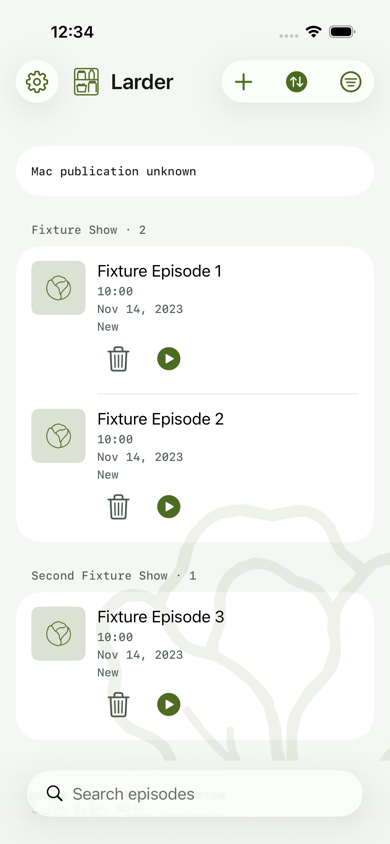 12:34
Larder
Mac publication unknown
Fixture Show · 2
Fixture Episode 1
10:00
Nov 14, 2023
New
Fixture Episode 2
10:00
Nov 14, 2023
New
Second Fixture Show · 1
Fixture Episode 3
10:00
Nov 14, 2023
New
Search episodes